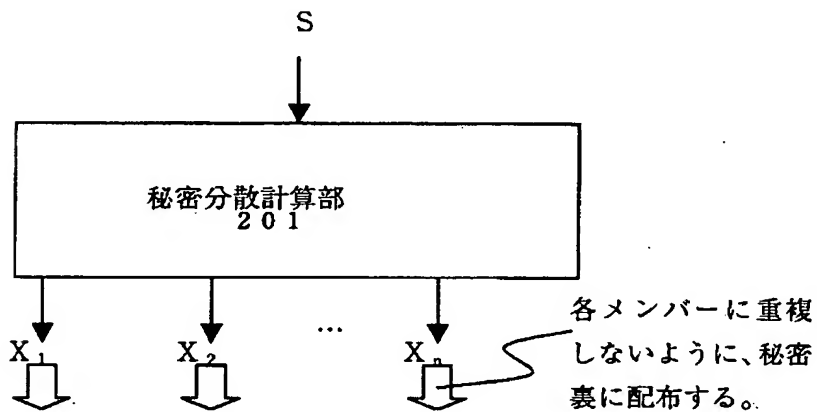 S
秘密分散計算部
201
X₁ X₂ … Xₙ
各メンバーに重複
しないように、秘密
裏に配布する。